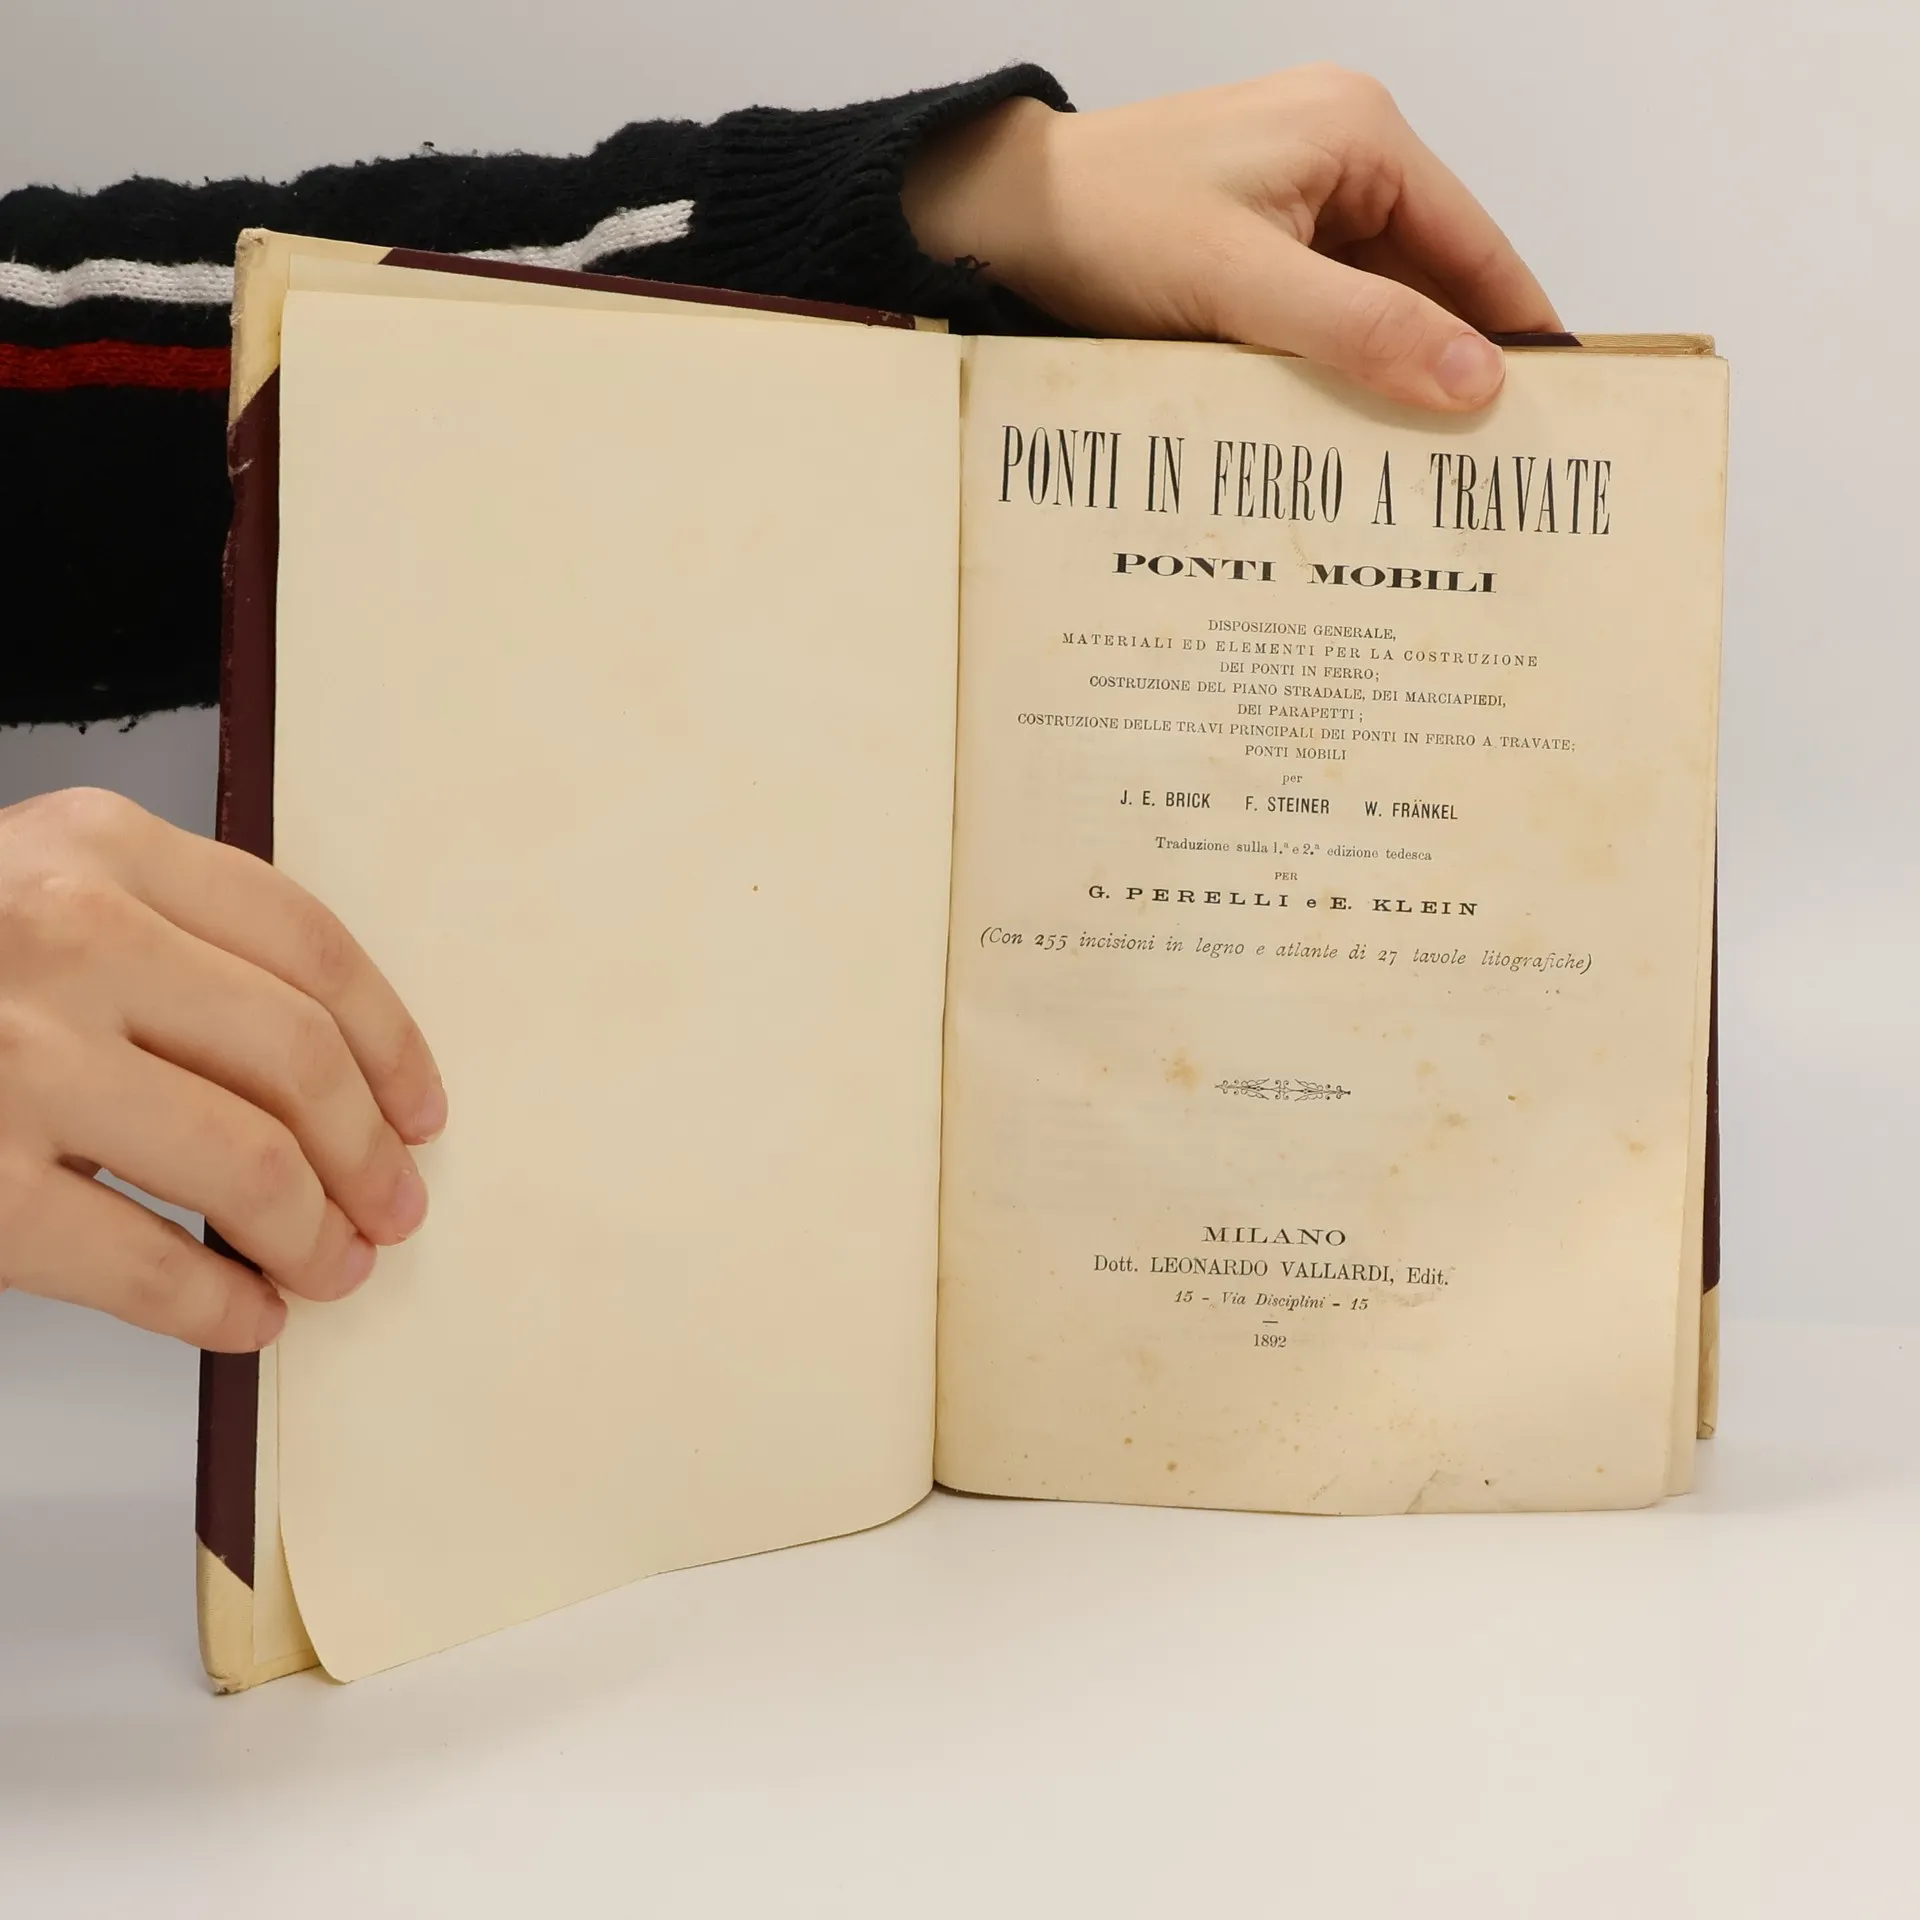 PONTI IN FERRO A TRAVATE
PONTI MOBILI
DISPOSIZIONE GENERALE,
MATERIALI ED ELEMENTI PER LA COSTRUZIONE
DEI PONTI IN FERRO;
COSTRUZIONE DEL PIANO STRADALE, DEI MARCIAPIEDI,
DEI PARAPETTI;
COSTRUZIONE DELLE TRAVI PRINCIPALI DEI PONTI IN FERRO A TRAVATE;
PONTI MOBILI
per
J. E. BRICK F. STEINER W. FRÄNKEL
Traduzione sulla 1.ª e 2.ª edizione tedesca
PER
G. PERELLI e E. KLEIN
(Con 255 incisioni in legno e atlante di 27 tavole litografiche)
MILANO
Dott. LEONARDO VALLARDI, Edit.
15 - Via Disciplini - 15
1892